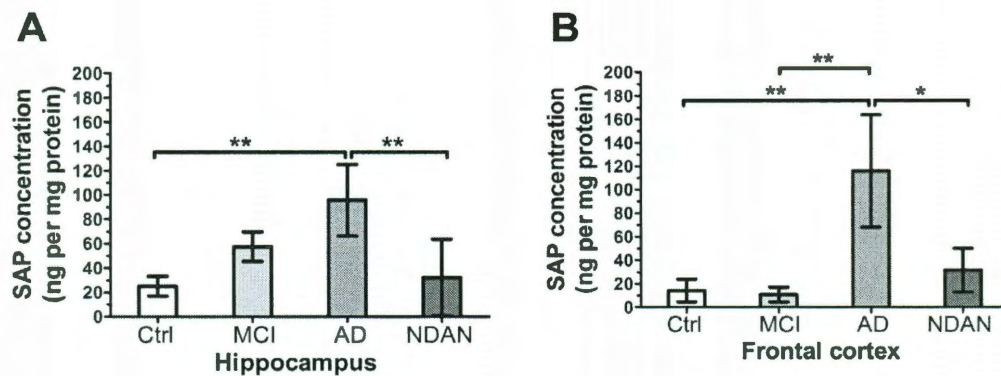 A
SAP concentration
(ng per mg protein)
200
180
160
140
120
100
80
60
40
20
0
**
**
Ctrl MCI AD NDAN
Hippocampus
B
SAP concentration
(ng per mg protein)
200
180
160
140
120
100
80
60
40
20
10
0
**
**
*
Ctrl MCI AD NDAN
Frontal cortex